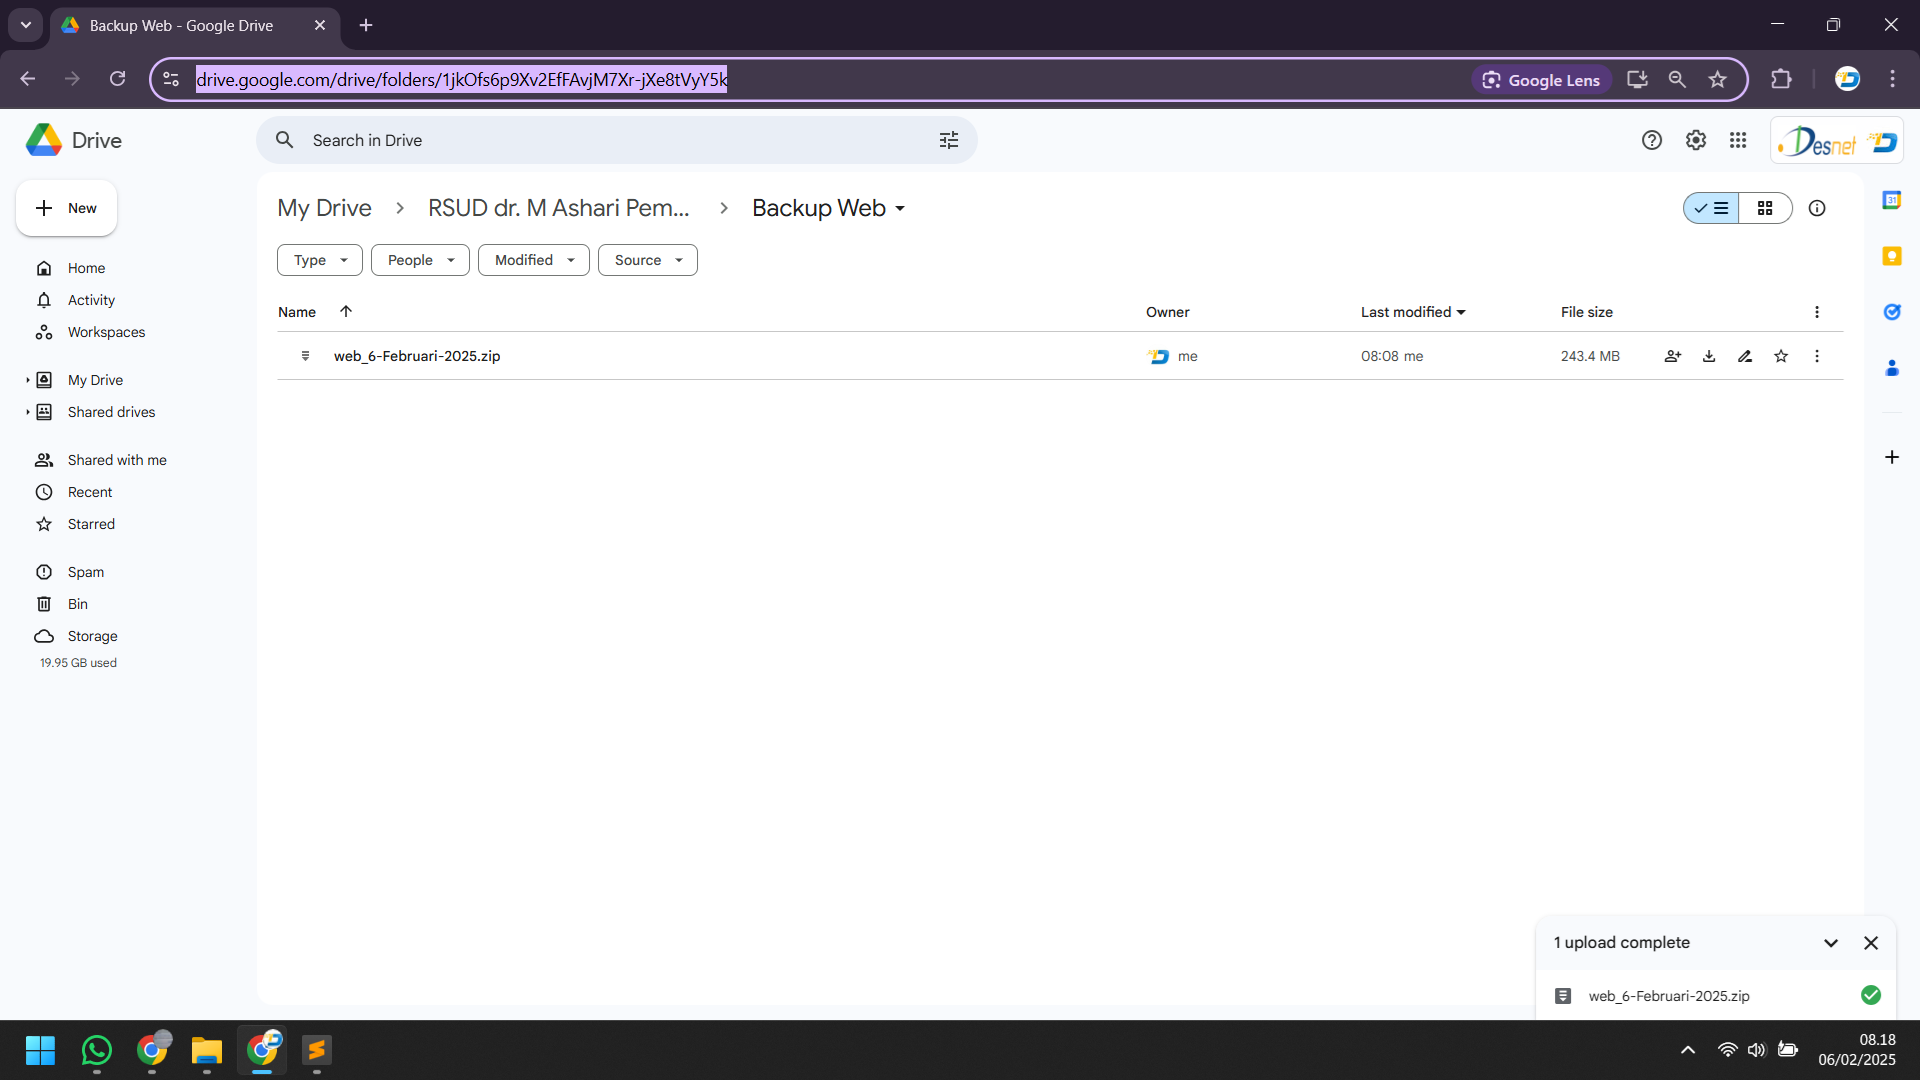 Backup Web - Google Drive
drive.google.com/drive/folders/1jkOfs6p9Xv2EfFAvjM7Xr-jXe8tVyY5k
Google Lens
Drive
Search in Drive
Desnet
New
My Drive
RSUD dr. M Ashari Pem...
Backup Web
Type
People
Modified
Source
Home
Activity
Workspaces
My Drive
Shared drives
Shared with me
Recent
Starred
Spam
Bin
Storage
19.95 GB used
Name
Owner
Last modified
File size
web_6-Februari-2025.zip
me
08:08 me
243.4 MB
31
1 upload complete
web_6-Februari-2025.zip
08.18
06/02/2025